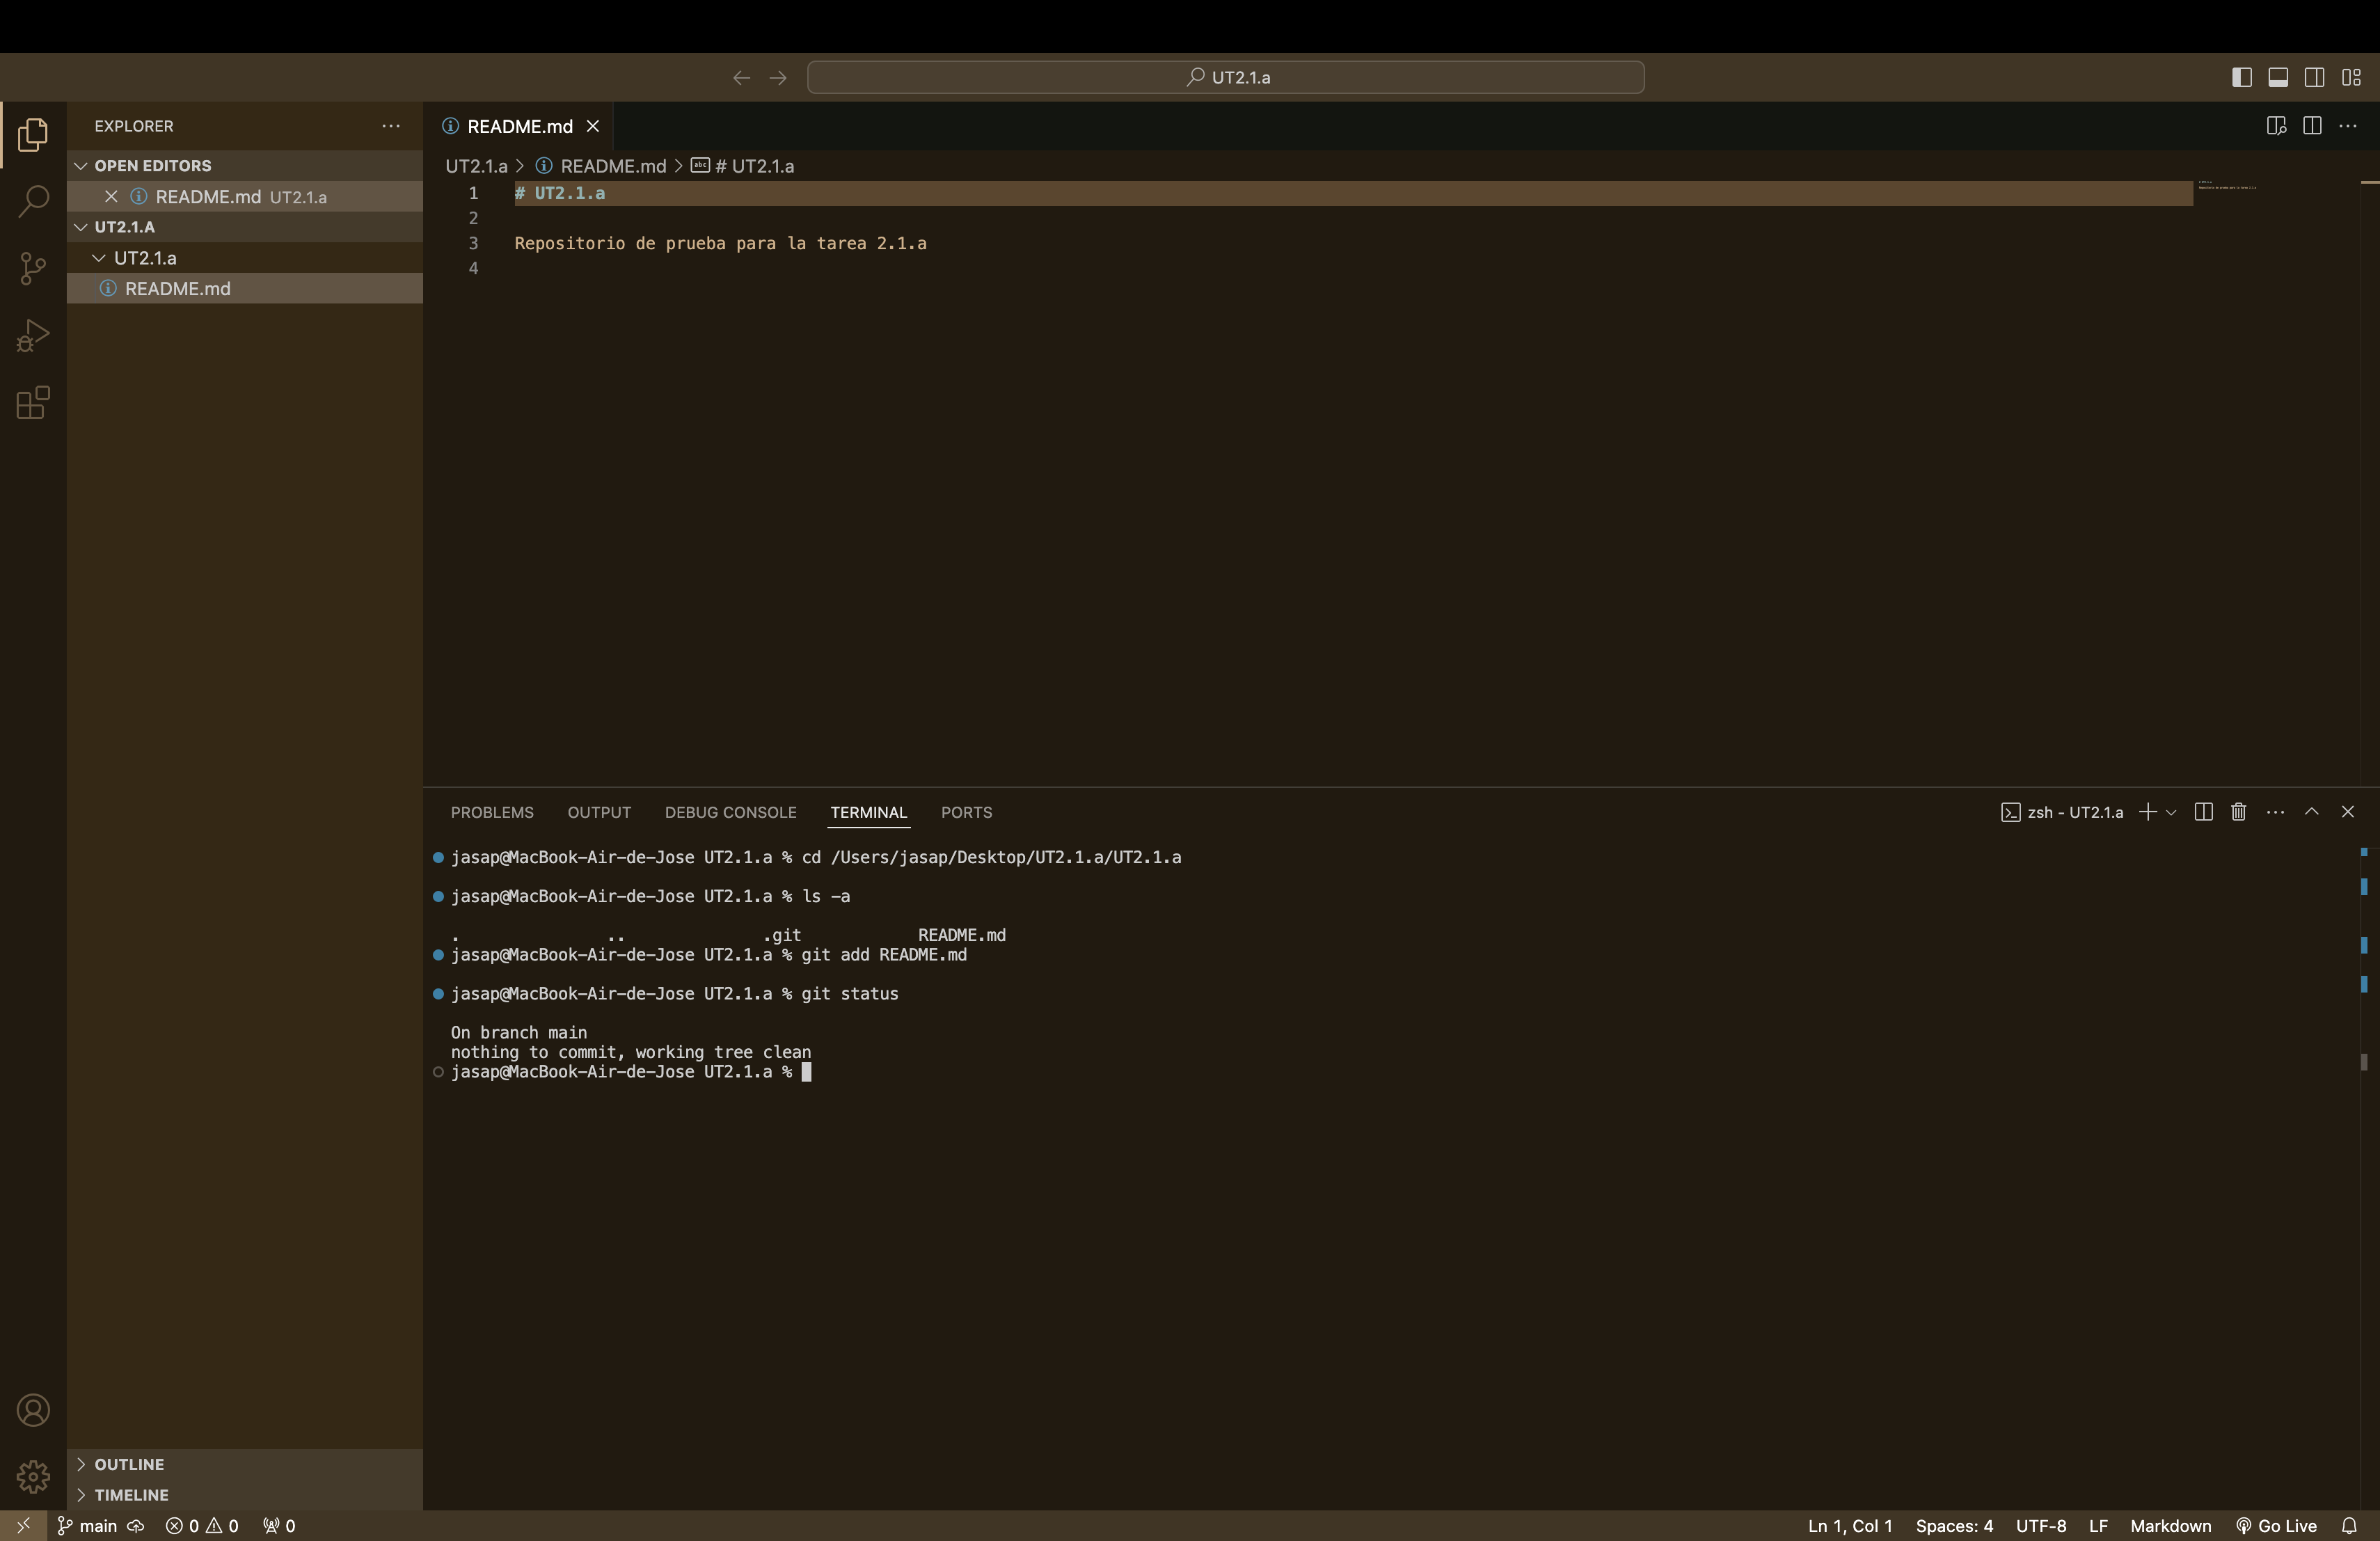 UT2.1.a
EXPLORER
README.md
OPEN EDITORS
README.md UT2.1.a
UT2.1.A
UT2.1.a
README.md
UT2.1.a > README.md > # UT2.1.a
1 # UT2.1.a
2
3 Repositorio de prueba para la tarea 2.1.a
4
PROBLEMS OUTPUT DEBUG CONSOLE TERMINAL PORTS
zsh - UT2.1.a
jasap@MacBook-Air-de-Jose UT2.1.a % cd /Users/jasap/Desktop/UT2.1.a/UT2.1.a
jasap@MacBook-Air-de-Jose UT2.1.a % ls -a
. .. .git README.md
jasap@MacBook-Air-de-Jose UT2.1.a % git add README.md
jasap@MacBook-Air-de-Jose UT2.1.a % git status
On branch main
nothing to commit, working tree clean
jasap@MacBook-Air-de-Jose UT2.1.a %
OUTLINE
TIMELINE
main 0 0 0 Ln 1, Col 1 Spaces: 4 UTF-8 LF Markdown Go Live